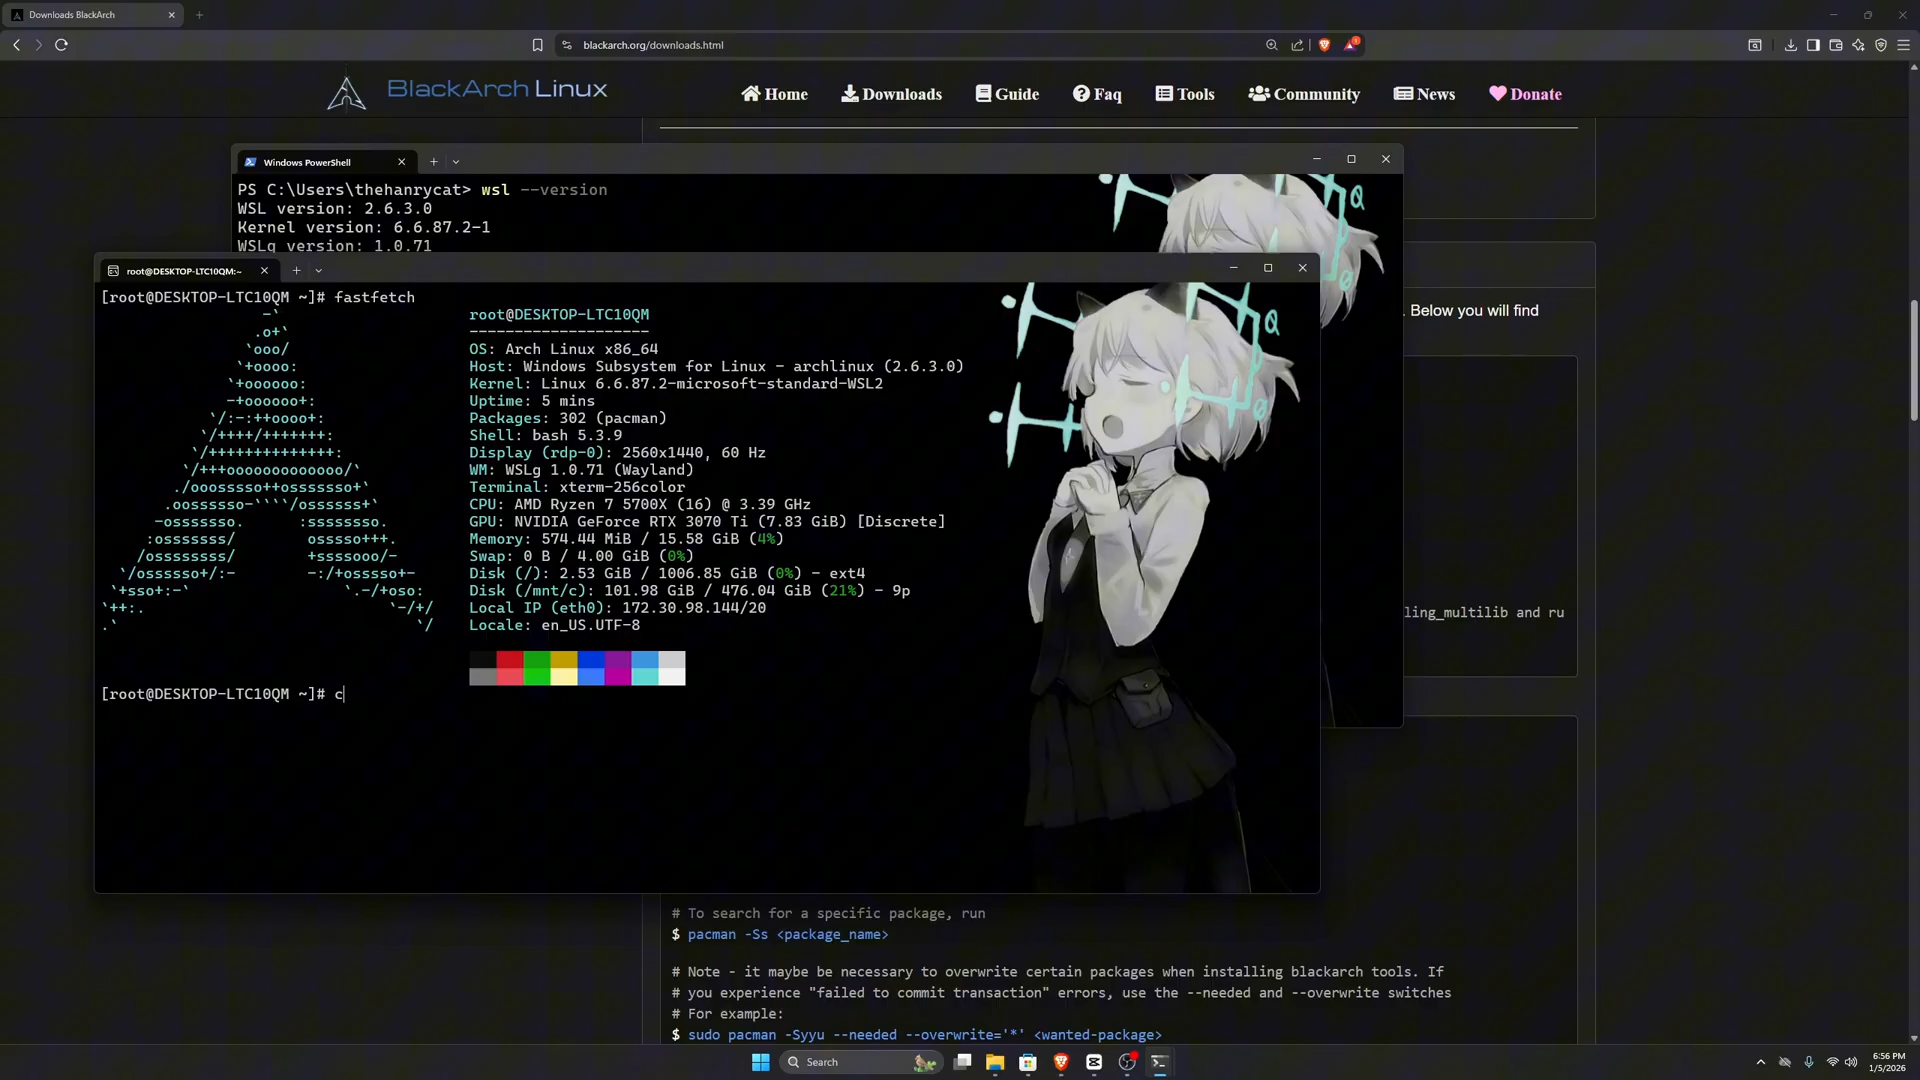 Downloads BlackArch
blackarch.org/downloads.html
1
BlackArch Linux
Home
Downloads
Guide
Faq
Tools
Community
News
Donate
Windows PowerShell
PS C:\Users\thehanrycat> wsl --version
WSL version: 2.6.3.0
Kernel version: 6.6.87.2-1
WSLg version: 1.0.71
. Below you will find
root@DESKTOP-LTC10QM:~
[root@DESKTOP-LTC10QM ~]# fastfetch
root@DESKTOP-LTC10QM
--------------------
OS: Arch Linux x86_64
Host: Windows Subsystem for Linux - archlinux (2.6.3.0)
Kernel: Linux 6.6.87.2-microsoft-standard-WSL2
Uptime: 5 mins
Packages: 302 (pacman)
Shell: bash 5.3.9
Display (rdp-0): 2560x1440, 60 Hz
WM: WSLg 1.0.71 (Wayland)
Terminal: xterm-256color
CPU: AMD Ryzen 7 5700X (16) @ 3.39 GHz
GPU: NVIDIA GeForce RTX 3070 Ti (7.83 GiB) [Discrete]
Memory: 574.44 MiB / 15.58 GiB (4%)
Swap: 0 B / 4.00 GiB (0%)
Disk (/): 2.53 GiB / 1006.85 GiB (0%) - ext4
Disk (/mnt/c): 101.98 GiB / 476.04 GiB (21%) - 9p
Local IP (eth0): 172.30.98.144/20
Locale: en_US.UTF-8
[root@DESKTOP-LTC10QM ~]# c
ling_multilib and ru
# To search for a specific package, run
$ pacman -Ss <package_name>
# Note - it maybe be necessary to overwrite certain packages when installing blackarch tools. If
# you experience "failed to commit transaction" errors, use the --needed and --overwrite switches
# For example:
$ sudo pacman -Syyu --needed --overwrite='*' <wanted-package>
Search
6:56 PM
1/5/2026